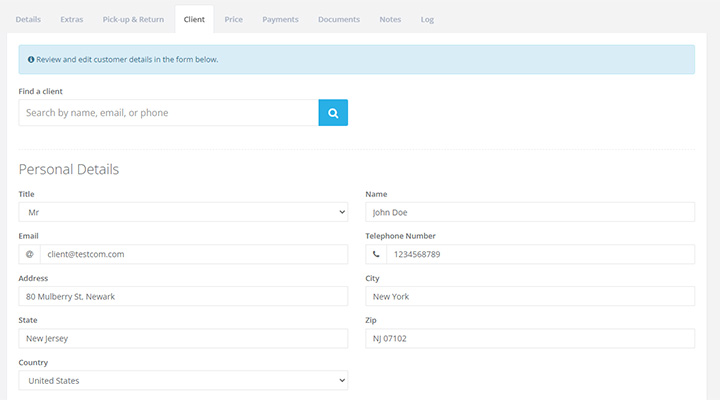 Details Extras Pick-up & Return Client Price Payments Documents Notes Log
Review and edit customer details in the form below.
Find a client
Search by name, email, or phone
Personal Details
Title Name
Mr John Doe
Email Telephone Number
@ client@testcom.com 1234568789
Address City
80 Mulberry St, Newark New York
State Zip
New Jersey NJ 07102
Country
United States